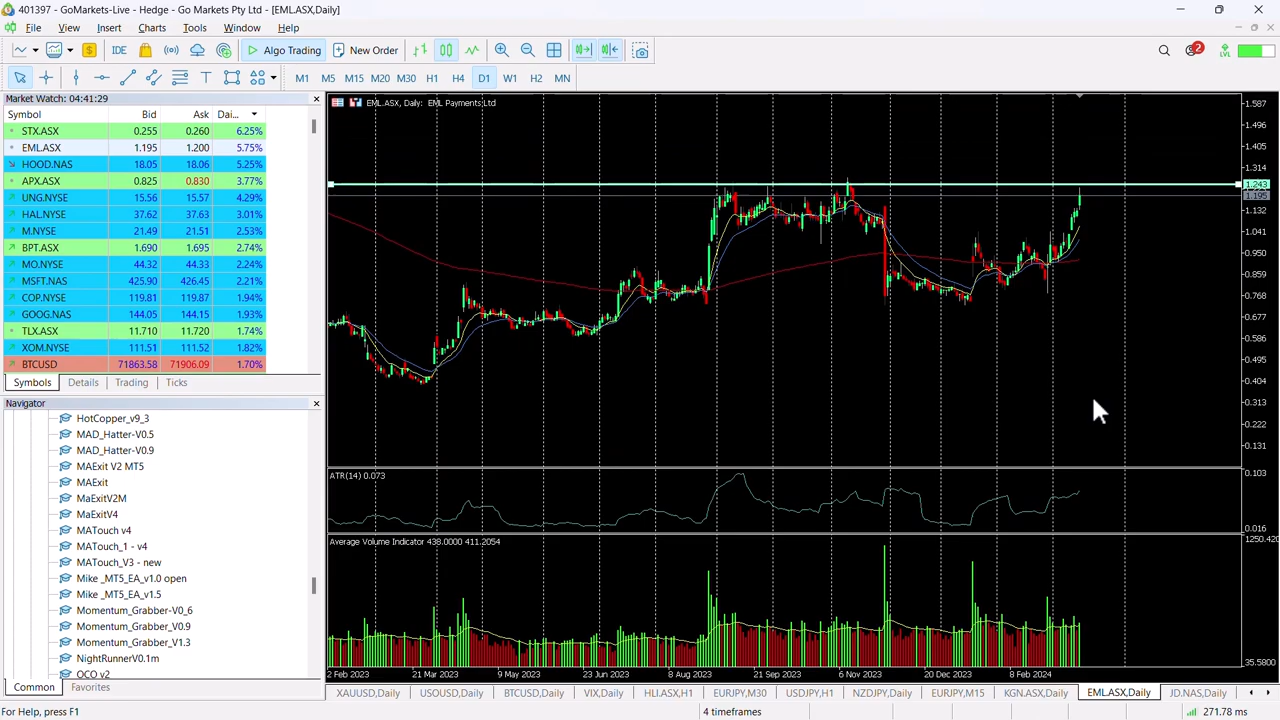 401397 - GoMarkets-Live - Hedge - Go Markets Pty Ltd - [EML.ASX,Daily]
File View Insert Charts Tools Window Help
IDE Algo Trading New Order 2 LVL
M1 M5 M15 M20 M30 H1 H4 D1 W1 H2 MN
Market Watch: 04:41:29
Symbol Bid Ask Dai...
STX.ASX 0.255 0.260 6.25%
EML.ASX 1.195 1.200 5.75%
HOOD.NAS 18.05 18.06 5.25%
APX.ASX 0.825 0.830 3.77%
UNG.NYSE 15.56 15.57 4.29%
HAL.NYSE 37.62 37.63 3.01%
M.NYSE 21.49 21.51 2.53%
BPT.ASX 1.690 1.695 2.74%
MO.NYSE 44.32 44.33 2.24%
MSFT.NAS 425.90 426.45 2.21%
COP.NYSE 119.81 119.87 1.94%
GOOG.NAS 144.05 144.15 1.93%
TLX.ASX 11.710 11.720 1.74%
XOM.NYSE 111.51 111.52 1.82%
BTCUSD 71863.58 71906.09 1.70%
Symbols Details Trading Ticks
Navigator
HotCopper_v9_3
MAD_Hatter-V0.5
MAD_Hatter-V0.9
MAExit V2 MT5
MAExit
MaExitV2M
MaExitV4
MATouch v4
MATouch_1 - v4
MATouch_V3 - new
Mike _MT5_EA_v1.0 open
Mike _MT5_EA_v1.5
Momentum_Grabber-V0_6
Momentum_Grabber-V0.9
Momentum_Grabber_V1.3
NightRunnerV0.1m
OCO v2
Common Favorites
EML.ASX, Daily: EML Payments Ltd
1.587
1.496
1.405
1.314
1.243
1.195
1.132
1.041
0.950
0.859
0.768
0.677
0.586
0.495
0.404
0.313
0.222
0.131
ATR(14) 0.073
0.103
0.016
Average Volume Indicator 438.0000 411.2054
1250.420
35.5800
2 Feb 2023 21 Mar 2023 9 May 2023 23 Jun 2023 8 Aug 2023 21 Sep 2023 6 Nov 2023 20 Dec 2023 8 Feb 2024
XAUUSD,Daily USOUSD,Daily BTCUSD,Daily VIX,Daily HLI.ASX,H1 EURJPY,M30 USDJPY,H1 NZDJPY,Daily EURJPY,M15 KGN.ASX,Daily EML.ASX,Daily JD.NAS,Daily
For Help, press F1 4 timeframes 271.78 ms